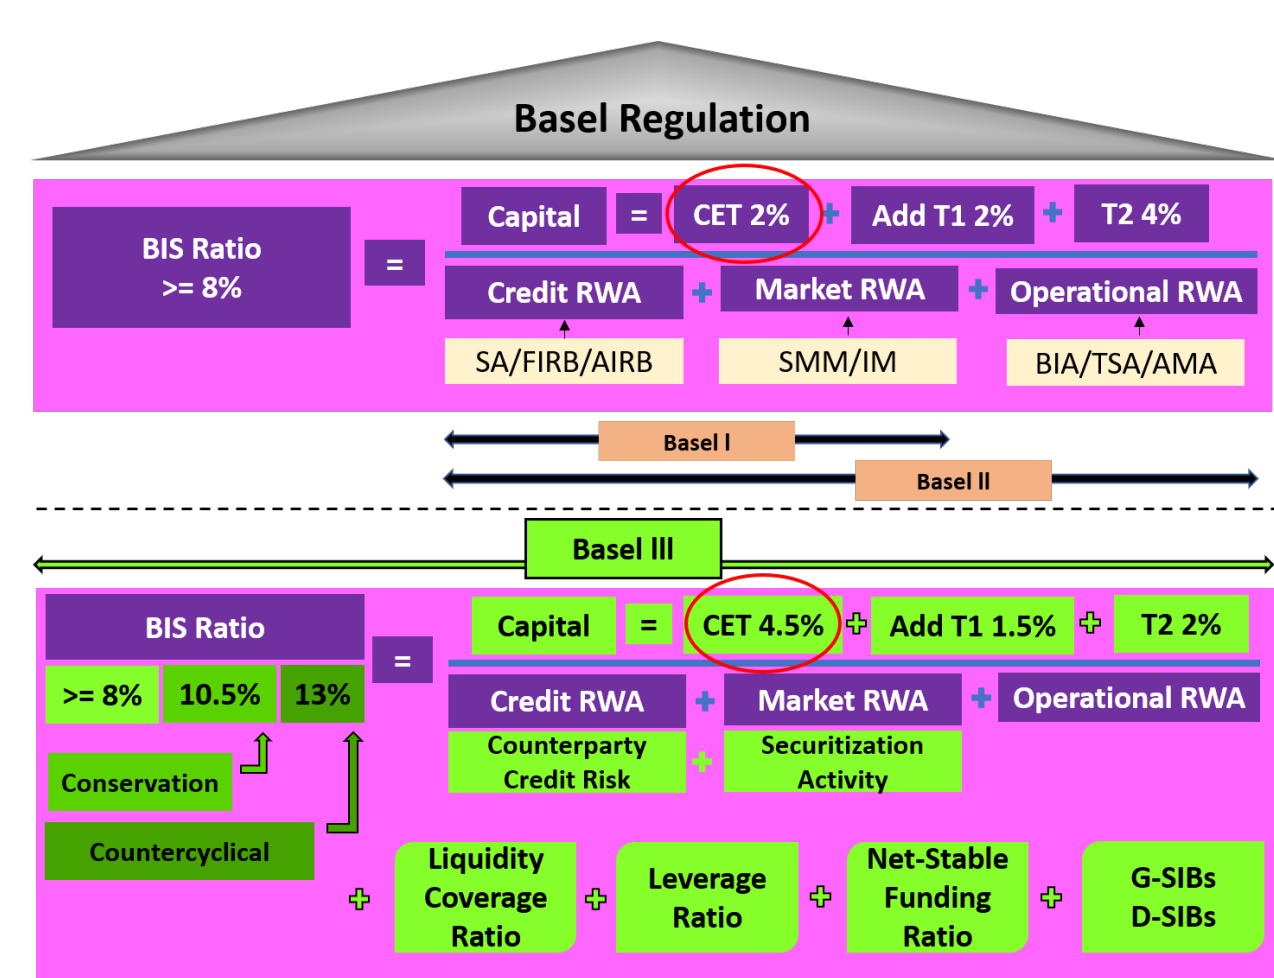 Basel Regulation
BIS Ratio
>= 8%
=
Capital = CET 2% + Add T1 2% + T2 4%
Credit RWA + Market RWA + Operational RWA
SA/FIRB/AIRB SMM/IM BIA/TSA/AMA
Basel l
Basel ll
Basel lll
BIS Ratio
>= 8% 10.5% 13%
=
Capital = CET 4.5% + Add T1 1.5% + T2 2%
Credit RWA + Market RWA + Operational RWA
Counterparty
Credit Risk
+
Securitization
Activity
Conservation
Countercyclical
+
Liquidity
Coverage
Ratio
+
Leverage
Ratio
+
Net-Stable
Funding
Ratio
+
G-SIBs
D-SIBs